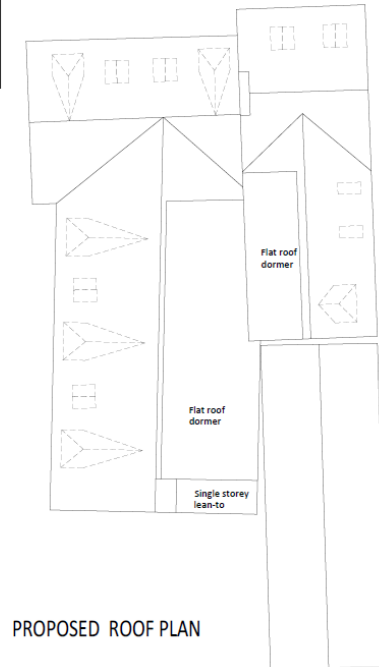 Flat roof
dormer
Flat roof
dormer
Single storey
lean-to
PROPOSED ROOF PLAN